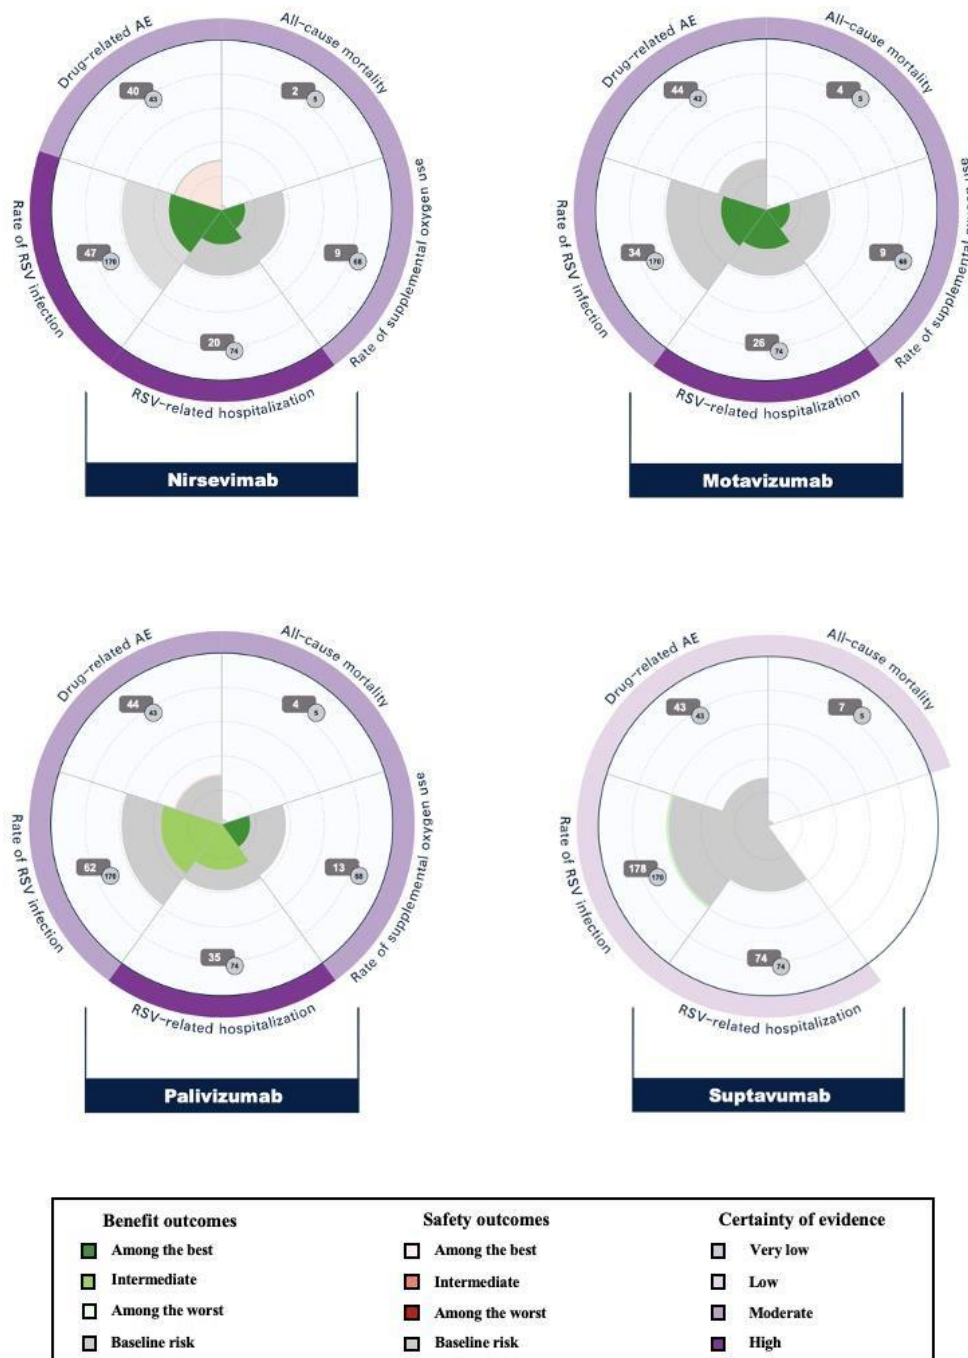 Drug-related AE
All-cause mortality
40
43
2
5
Rate of RSV infection
47
170
9
68
Rate of supplemental oxygen use
20
74
RSV-related hospitalization
Nirsevimab
Drug-related AE
All-cause mortality
44
43
4
5
Rate of RSV infection
34
170
9
68
Rate of supplemental oxygen use
26
74
RSV-related hospitalization
Motavizumab
Drug-related AE
All-cause mortality
44
43
4
5
Rate of RSV infection
62
170
13
68
Rate of supplemental oxygen use
35
74
RSV-related hospitalization
Palivizumab
Drug-related AE
All-cause mortality
43
43
7
5
Rate of RSV infection
178
170
74
74
RSV-related hospitalization
Suptavumab
Benefit outcomes
Among the best
Intermediate
Among the worst
Baseline risk
Safety outcomes
Among the best
Intermediate
Among the worst
Baseline risk
Certainty of evidence
Very low
Low
Moderate
High